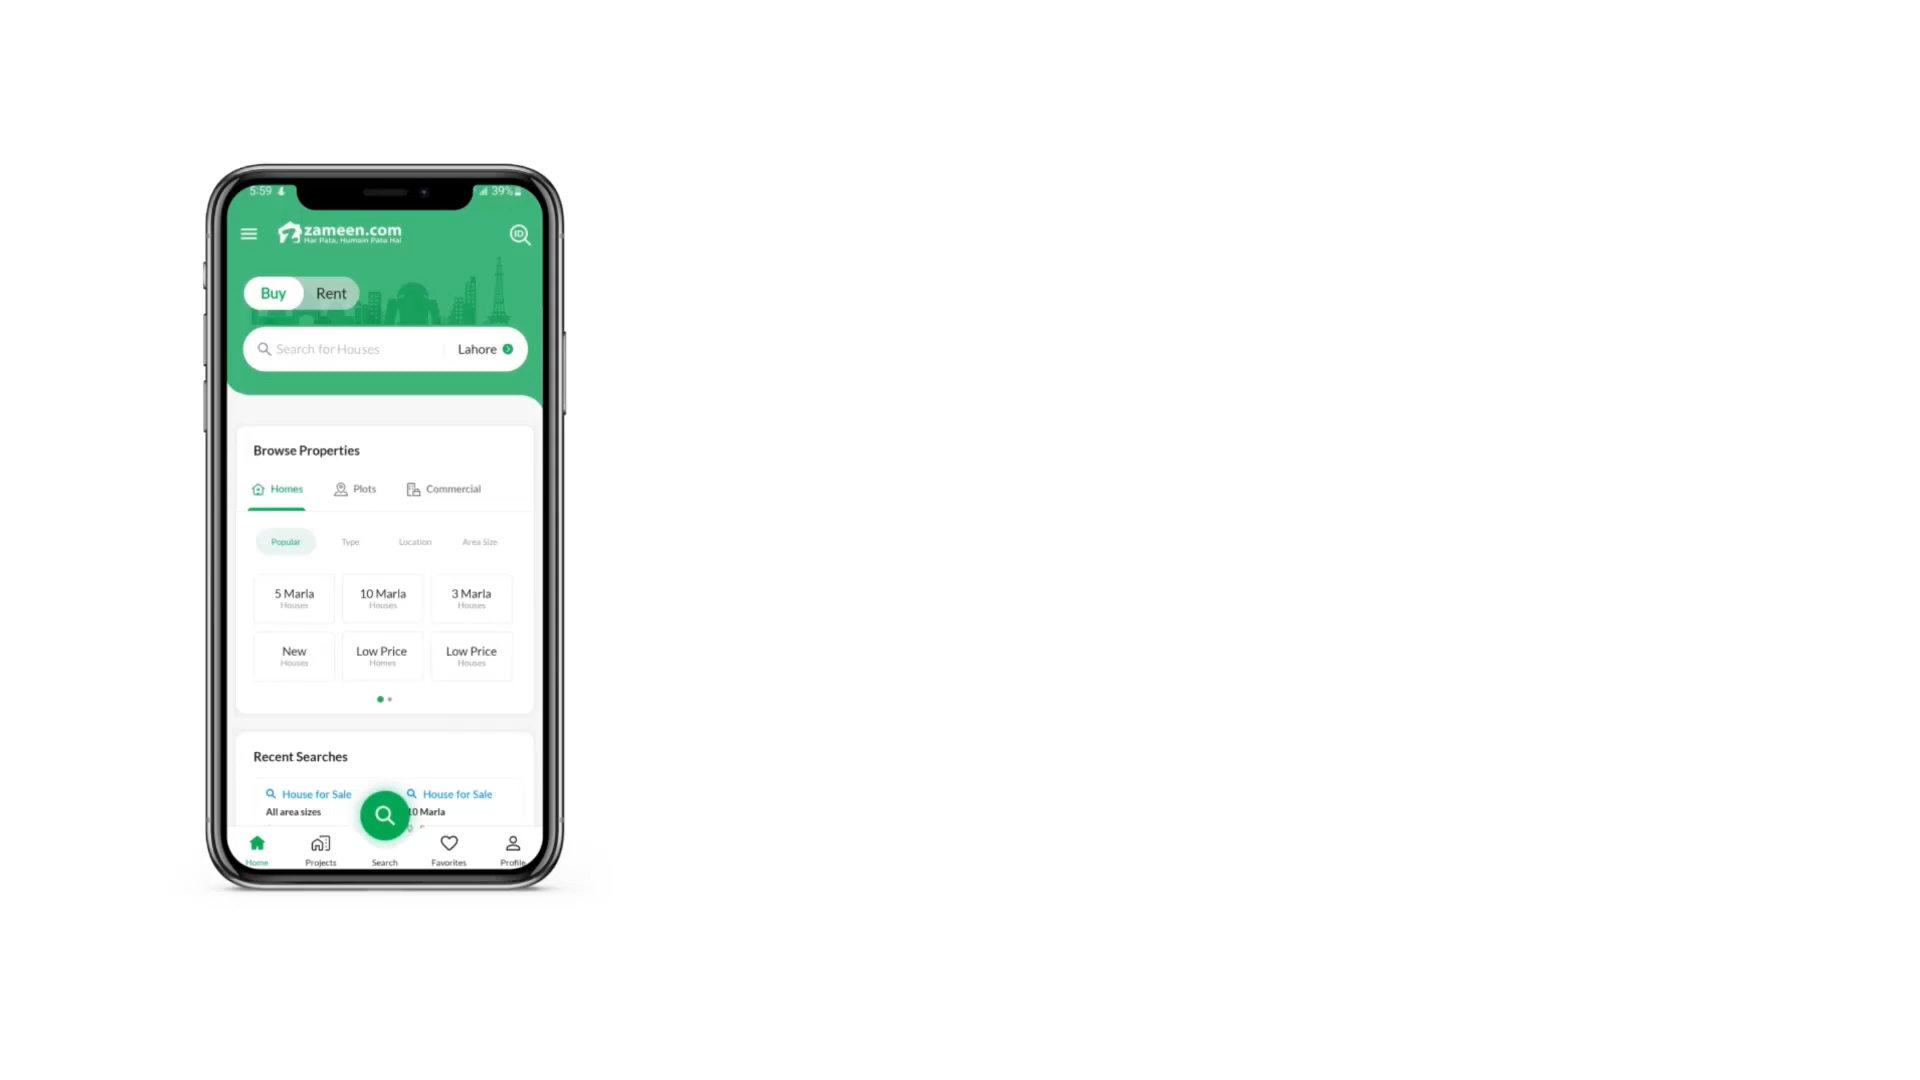 5:59 39%
zameen.com
Har Pata, Humain Pata Hai
ID
Buy Rent
Search for Houses Lahore
Browse Properties
Homes Plots Commercial
Popular Type Location Area Size
5 Marla 10 Marla 3 Marla
Houses Houses Houses
New Low Price Low Price
Houses Homes Houses
Recent Searches
House for Sale House for Sale
All area sizes 10 Marla
Home Projects Search Favorites Profile